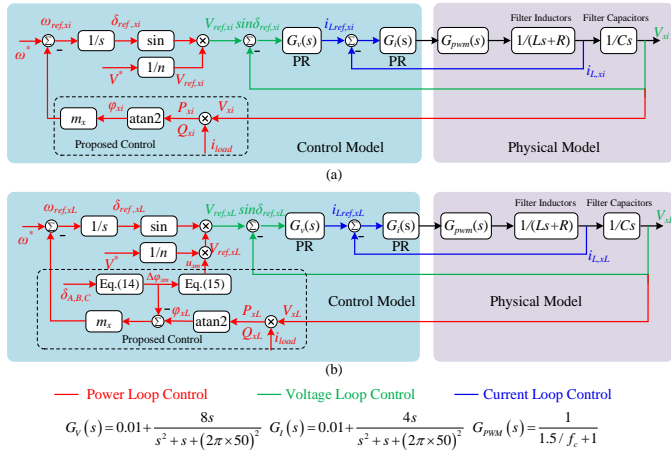 ω_ref,xi δ_ref,xi V_ref,xi sinδ_ref,xi i_Lref,xi Filter Inductors Filter Capacitors V_xi
ω* Σ 1/s sin × Σ G_v(s) Σ G_i(s) G_pwm(s) 1/(Ls+R) 1/Cs
V* 1/n V_ref,xi PR PR i_L,xi
m_x φ_xi atan2 P_xi Q_xi × V_xi
Proposed Control i_load Control Model Physical Model
(a)
ω_ref,xL δ_ref,xL V_ref,xL sinδ_ref,xL i_Lref,xL Filter Inductors Filter Capacitors V_xL
ω* Σ 1/s sin × Σ G_v(s) Σ G_i(s) G_pwm(s) 1/(Ls+R) 1/Cs
V* 1/n × V_ref,xL PR PR i_L,xL
u_xm
δ_A,B,C Eq.(14) Δφ_xm Eq.(15)
m_x Σ φ_xL atan2 P_xL Q_xL × V_xL
Proposed Control i_load Control Model Physical Model
(b)
Power Loop Control Voltage Loop Control Current Loop Control
G_V(s)=0.01+8s/(s²+s+(2π×50)²) G_I(s)=0.01+4s/(s²+s+(2π×50)²) G_PWM(s)=1/(1.5/f_c+1)